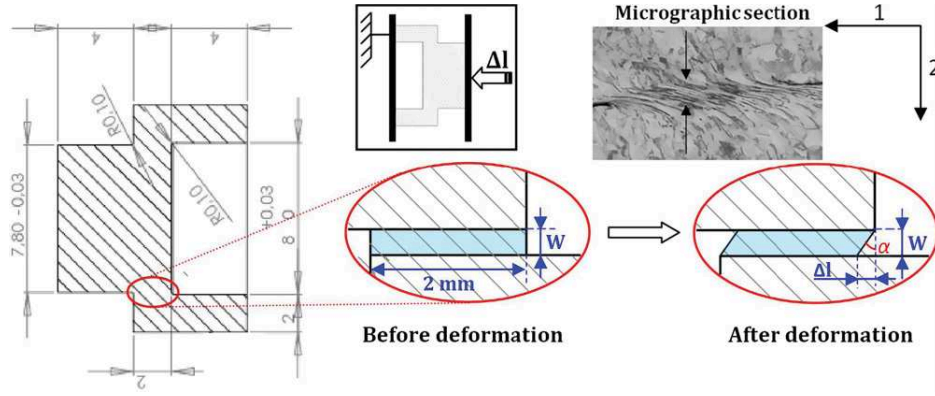 4
4
R0,10
R0,10
7,80 -0,03
+0,03
8 0
2
2
Δl
Micrographic section
1
2
W
2 mm
Before deformation
α
W
Δl
After deformation